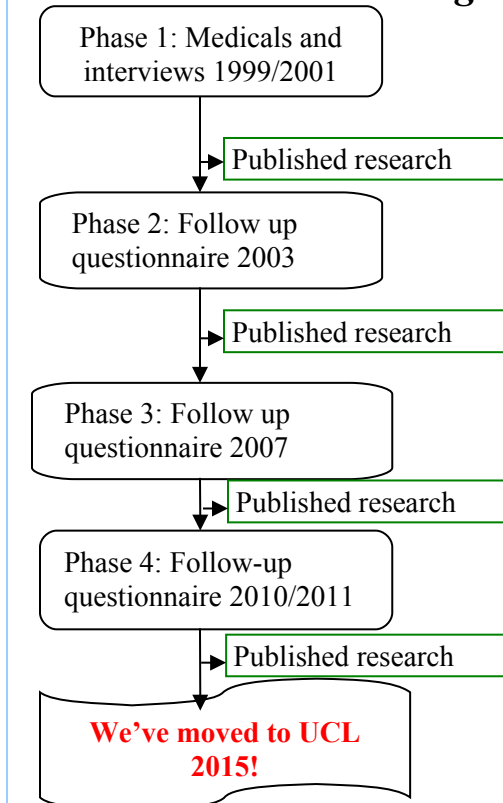 Phase 1: Medicals and
interviews 1999/2001
Published research
Phase 2: Follow up
questionnaire 2003
Published research
Phase 3: Follow up
questionnaire 2007
Published research
Phase 4: Follow-up
questionnaire 2010/2011
Published research
We’ve moved to UCL
2015!